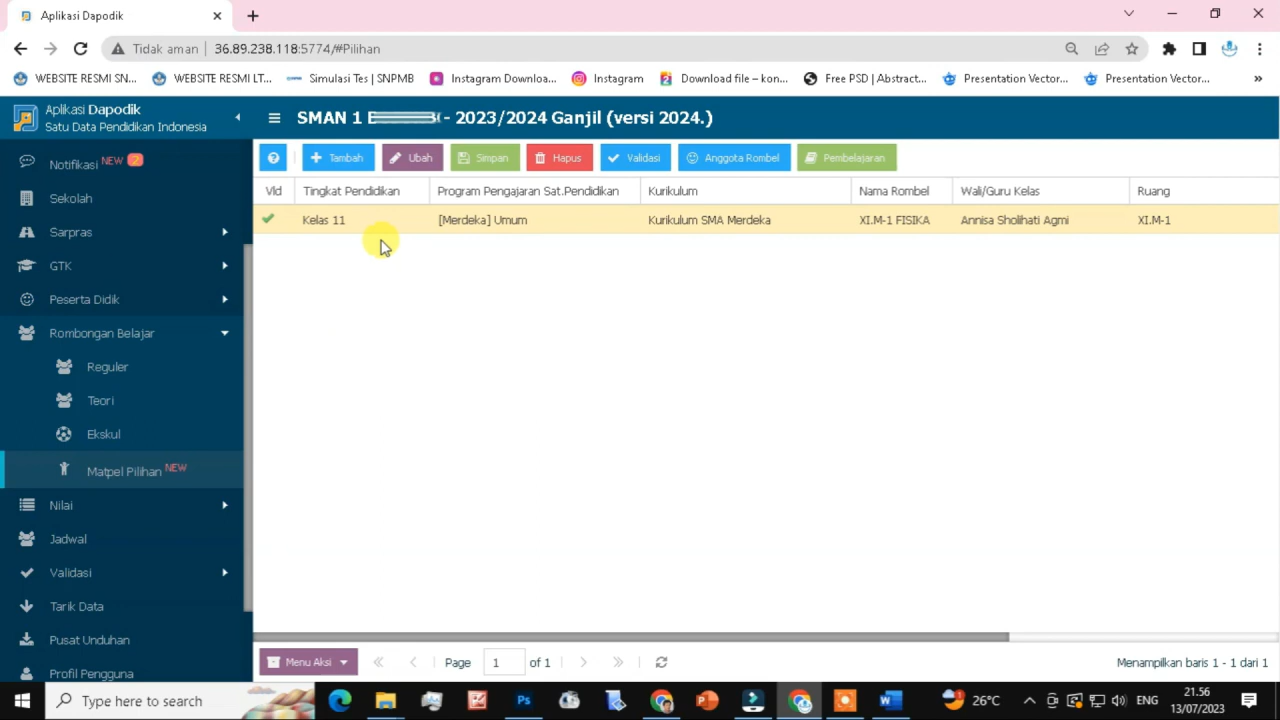 Aplikasi Dapodik
Tidak aman
36.89.238.118:5774/#Pilihan
WEBSITE RESMI SN...
WEBSITE RESMI LT...
Simulasi Tes | SNPMB
Instagram Downloa...
Instagram
Download file – kon...
Free PSD | Abstract...
Presentation Vector...
Presentation Vector...
Aplikasi Dapodik
Satu Data Pendidikan Indonesia
SMAN 1 - 2023/2024 Ganjil (versi 2024.)
Notifikasi NEW 2
Sekolah
Sarpras
GTK
Peserta Didik
Rombongan Belajar
Reguler
Teori
Ekskul
Matpel Pilihan NEW
Nilai
Jadwal
Validasi
Tarik Data
Pusat Unduhan
Profil Pengguna
Tambah
Ubah
Simpan
Hapus
Validasi
Anggota Rombel
Pembelajaran
Vld
Tingkat Pendidikan
Program Pengajaran Sat.Pendidikan
Kurikulum
Nama Rombel
Wali/Guru Kelas
Ruang
Kelas 11
[Merdeka] Umum
Kurikulum SMA Merdeka
XI.M-1 FISIKA
Annisa Sholihati Agmi
XI.M-1
Menu Aksi
Page 1 of 1
Menampilkan baris 1 - 1 dari 1
Type here to search
26°C
ENG
21.56
13/07/2023